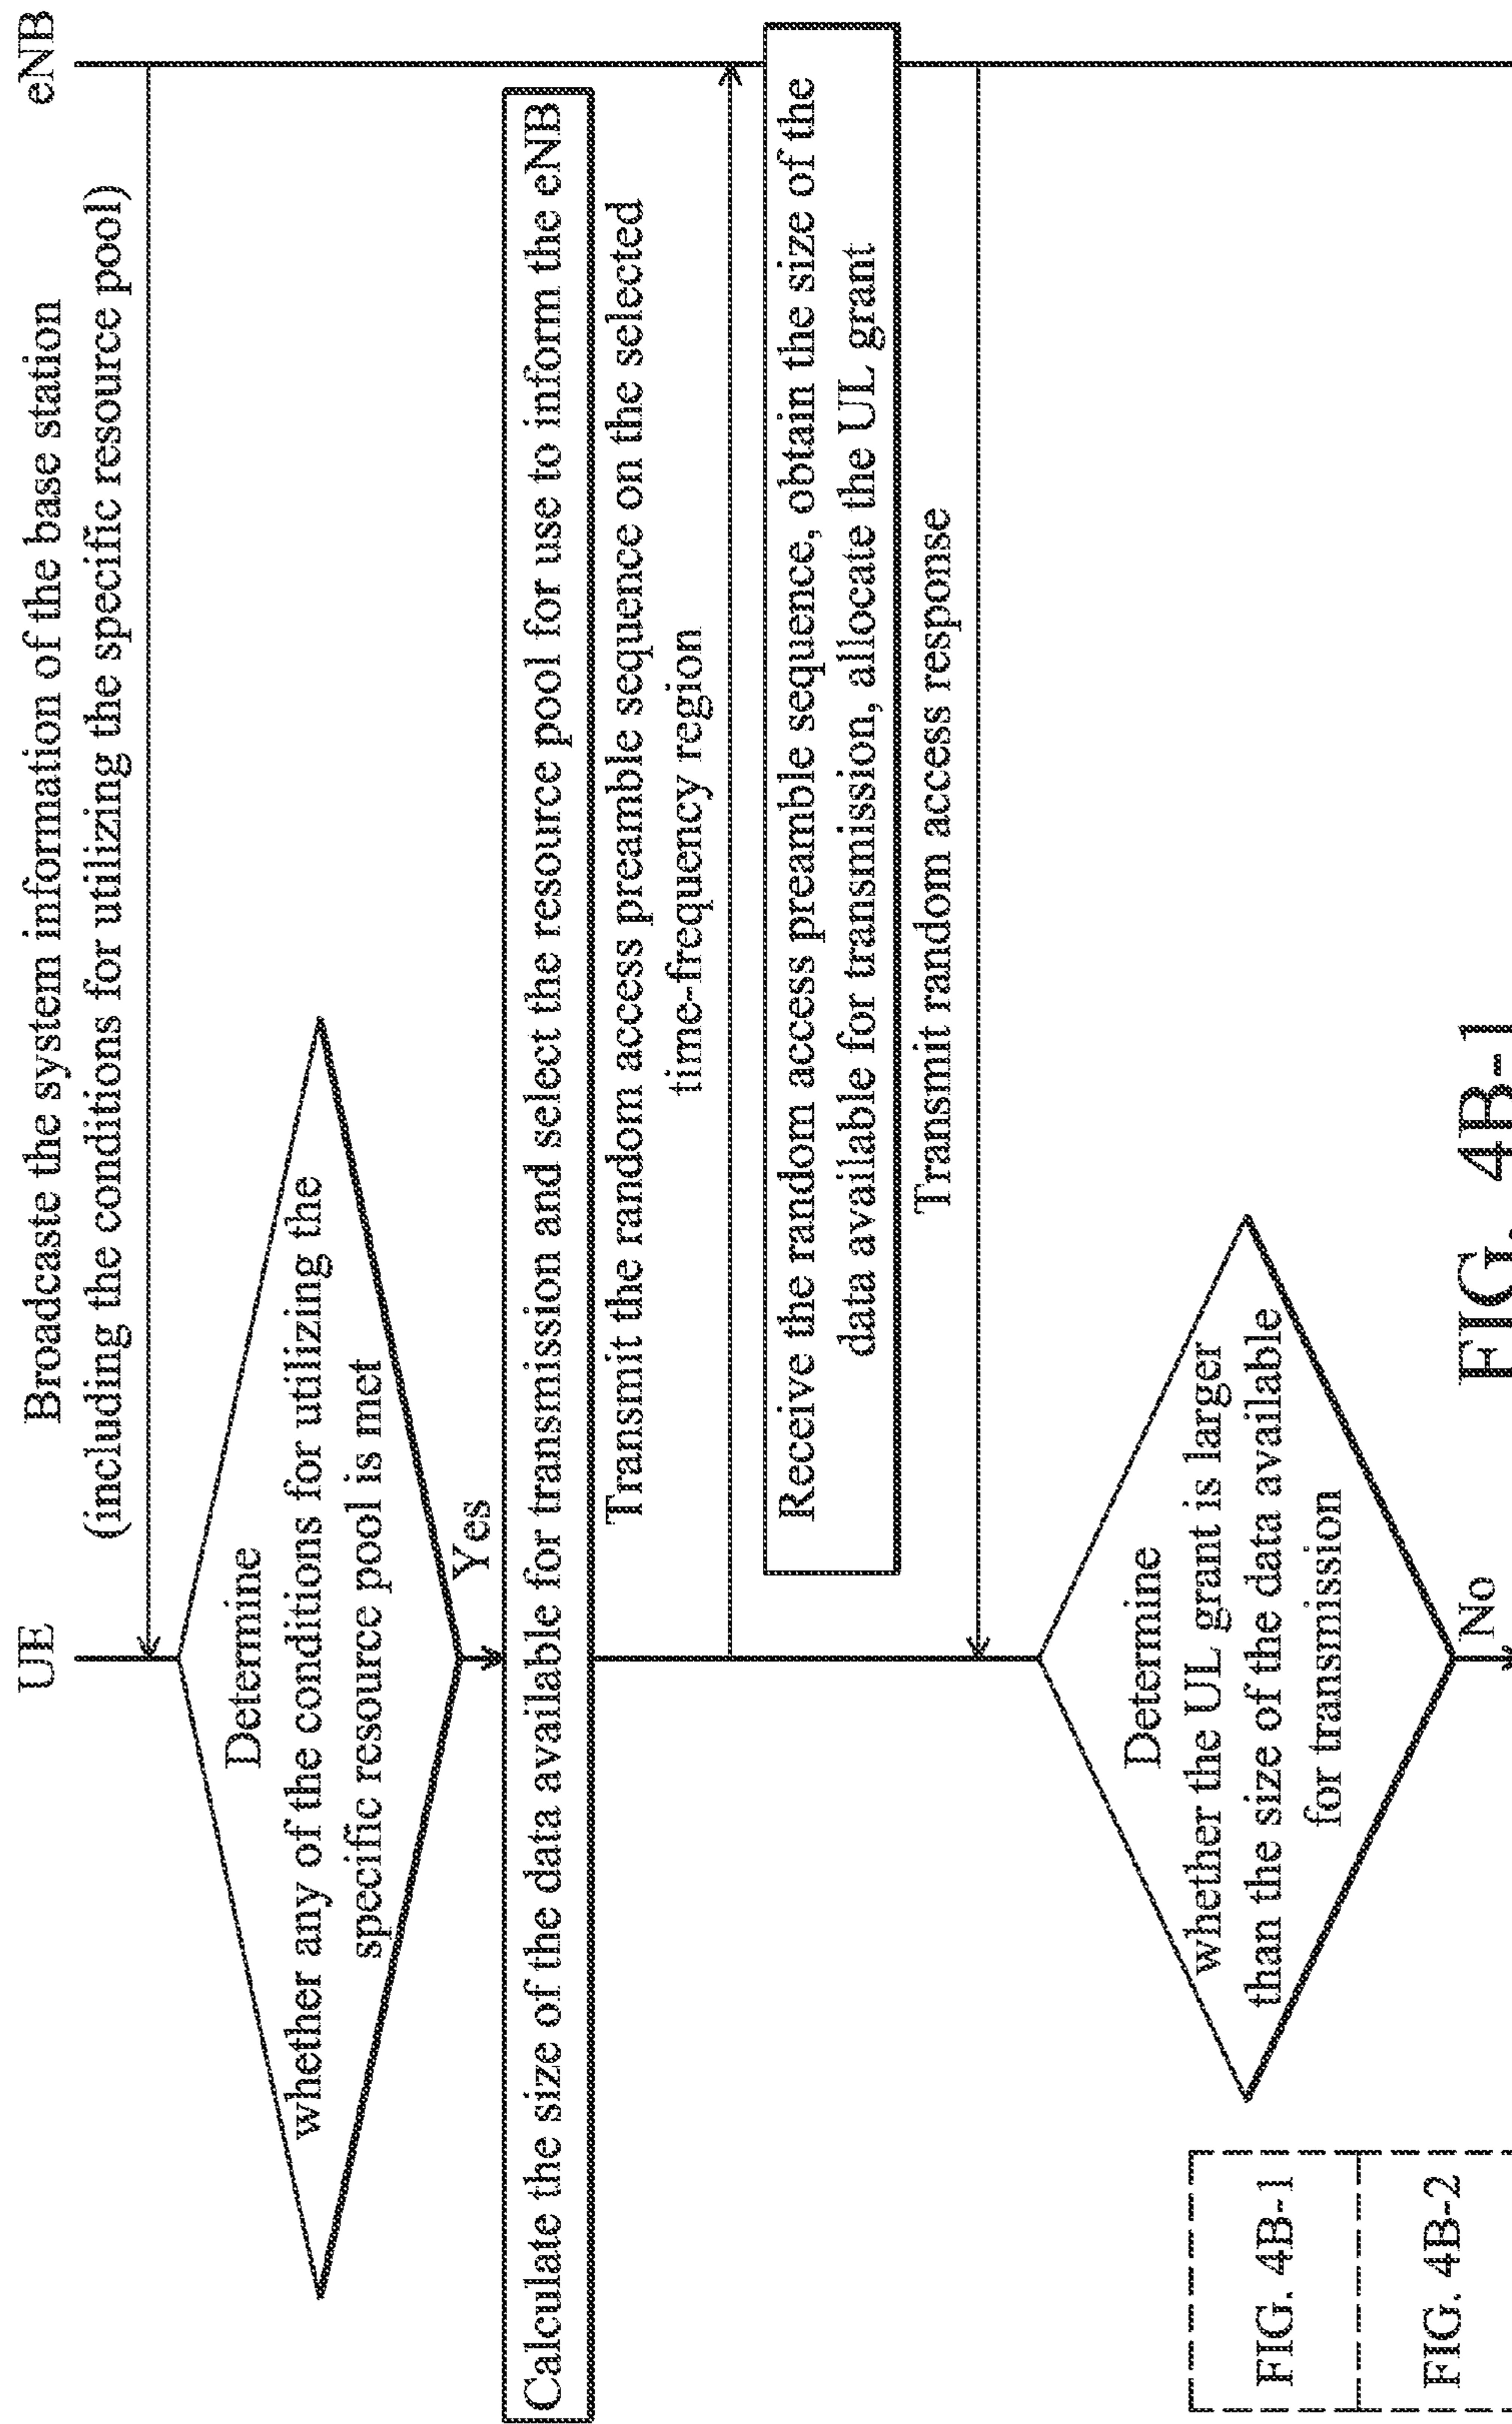 UE
eNB
Broadcaste the system information of the base station
(including the conditions for utilizing the specific resource pool)
Determine
whether any of the conditions for utilizing the
specific resource pool is met
Yes
Calculate the size of the data available for transmission and select the resource pool for use to inform the eNB
Transmit the random access preamble sequence on the selected
time-frequency region
Receive the random access preamble sequence, obtain the size of the
data available for transmission, allocate the UL grant
Transmit random access response
Determine
whether the UL grant is larger
than the size of the data available
for transmission
No
FIG. 4B-1
FIG. 4B-2
FIG. 4B-1